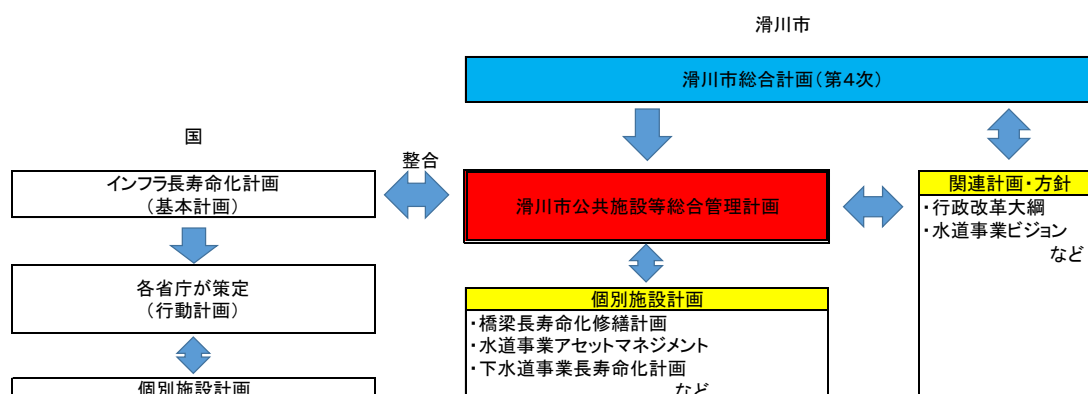 滑川市
滑川市総合計画(第4次)
国
整合
インフラ長寿命化計画
(基本計画)
滑川市公共施設等総合管理計画
関連計画・方針
・行政改革大綱
・水道事業ビジョン
など
各省庁が策定
(行動計画)
個別施設計画
・橋梁長寿命化修繕計画
・水道事業アセットマネジメント
・下水道事業長寿命化計画
など
個別施設計画